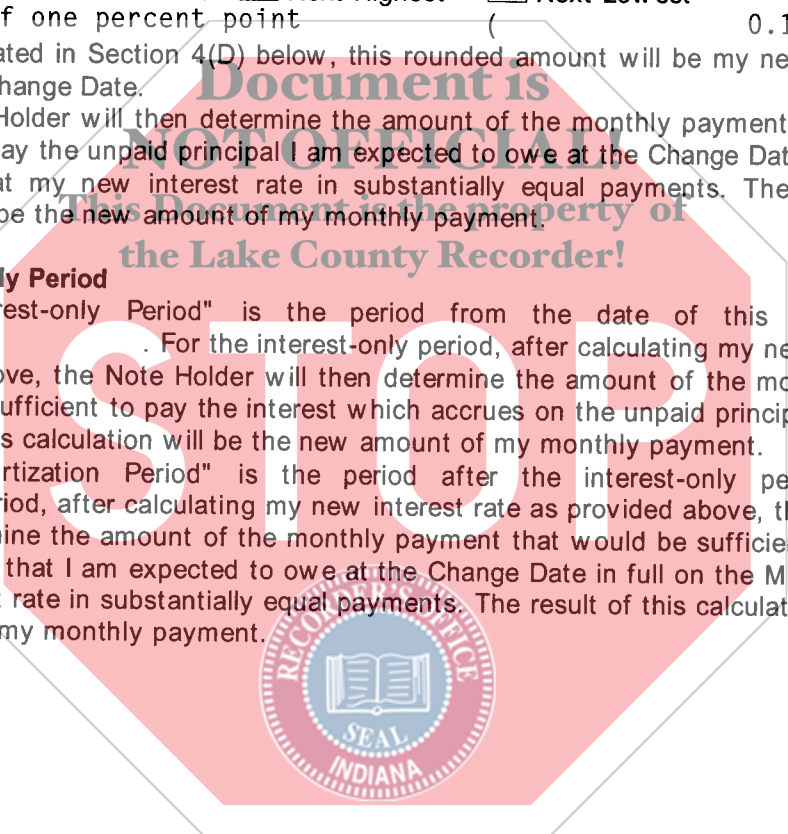 f one percent point ( 0.1
ated in Section 4(D) below, this rounded amount will be my ne
hange Date.
Document is
Holder will then determine the amount of the monthly payment
NOT OFFICIAL!
ay the unpaid principal I am expected to owe at the Change Dat
at my new interest rate in substantially equal payments. The
This Document is the property of
be the new amount of my monthly payment.
the Lake County Recorder!
ly Period
rest-only Period" is the period from the date of this
. For the interest-only period, after calculating my ne
ove, the Note Holder will then determine the amount of the mo
ufficient to pay the interest which accrues on the unpaid princip
s calculation will be the new amount of my monthly payment.
rtization Period" is the period after the interest-only pe
riod, after calculating my new interest rate as provided above, t
ine the amount of the monthly payment that would be sufficie
that I am expected to owe at the Change Date in full on the M
t rate in substantially equal payments. The result of this calculat
my monthly payment.
STOP
RECORDER'S OFFICE
SEAL
INDIANA